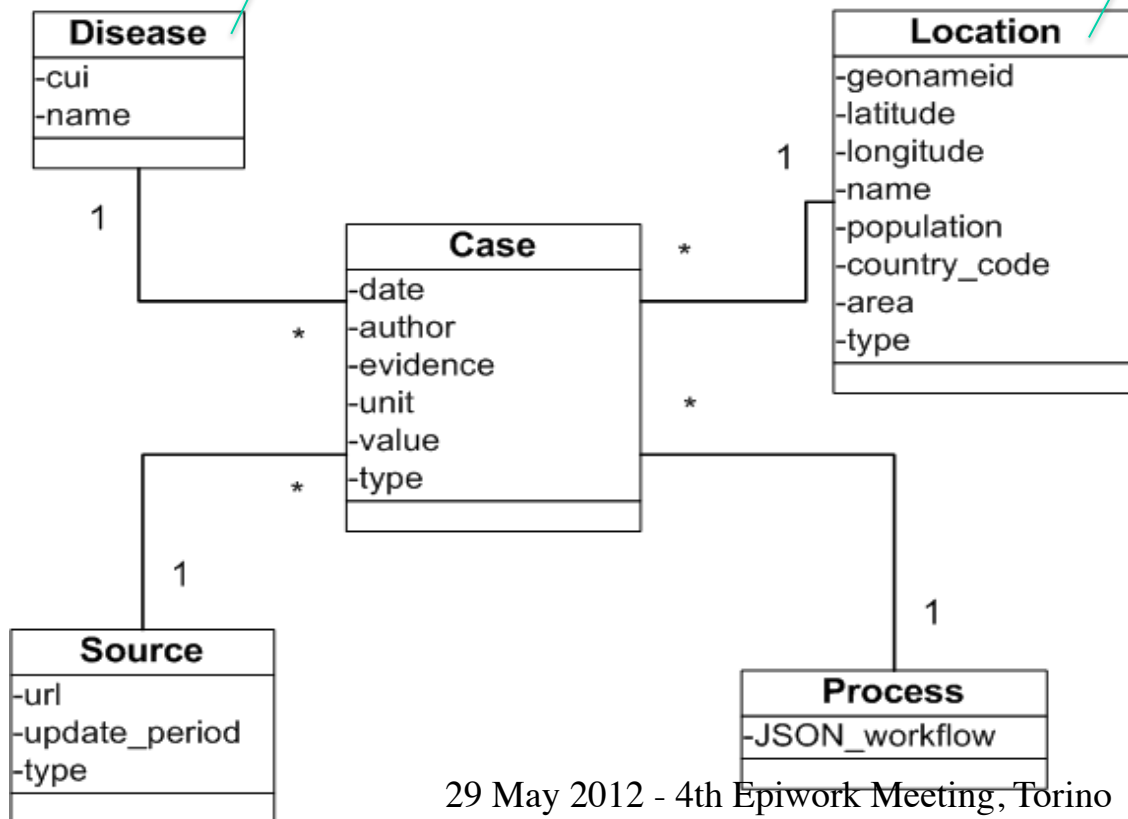 Disease
-cui
-name
Location
-geonameid
-latitude
-longitude
-name
-population
-country_code
-area
-type
1
1
Case
-date
-author
-evidence
-unit
-value
-type
*
*
*
*
1
1
Source
-url
-update_period
-type
Process
-JSON_workflow
29 May 2012 - 4th Epiwork Meeting, Torino